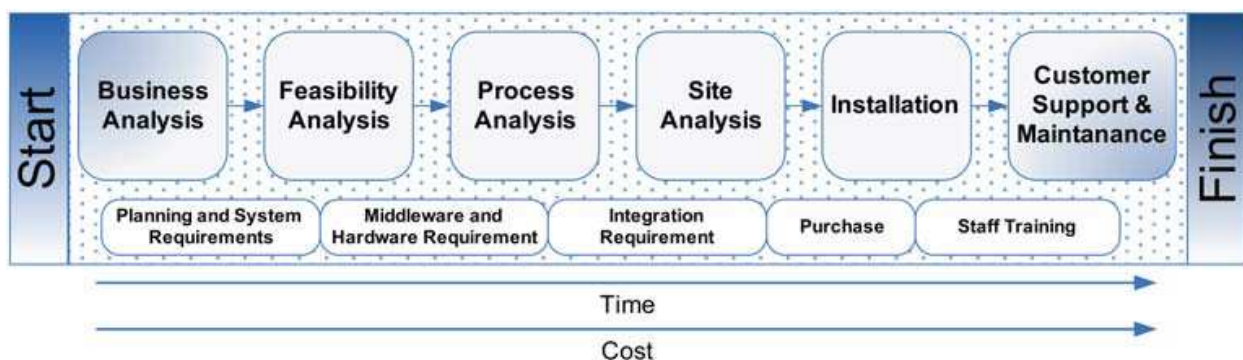 Start
Business
Analysis
Feasibility
Analysis
Process
Analysis
Site
Analysis
Installation
Customer
Support &
Maintanance
Finish
Planning and System
Requirements
Middleware and
Hardware Requirement
Integration
Requirement
Purchase
Staff Training
Time
Cost